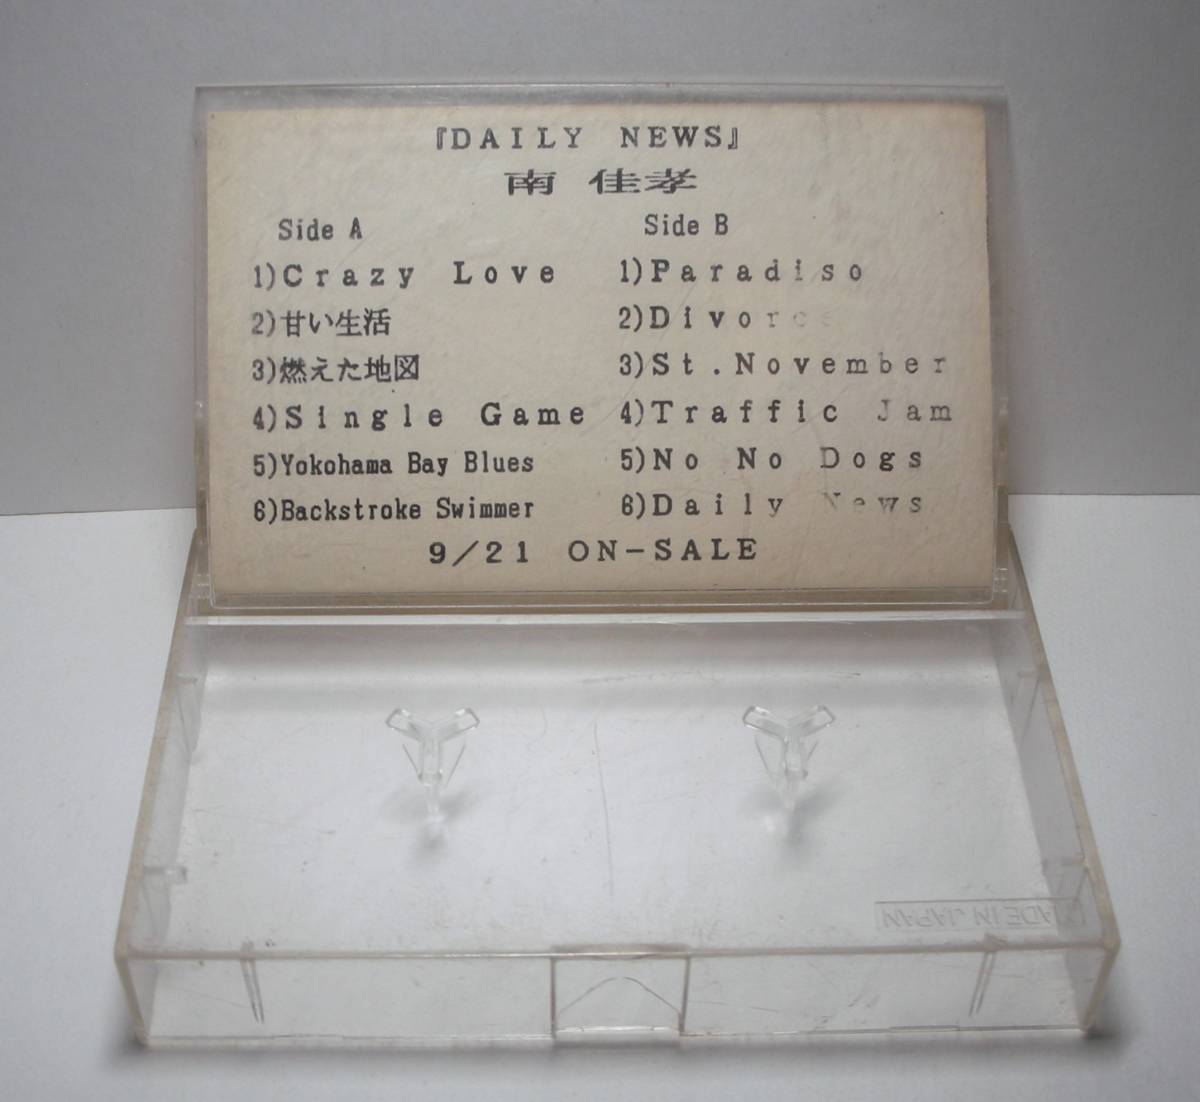 『DAILY NEWS』
南 佳孝
Side A
1)Crazy Love
2)甘い生活
3)燃えた地図
4)Single Game
5)Yokohama Bay Blues
6)Backstroke Swimmer
Side B
1)Paradiso
2)Divorce
3)St.November
4)Traffic Jam
5)No No Dogs
6)Daily News
9/21 ON-SALE
MADE IN JAPAN